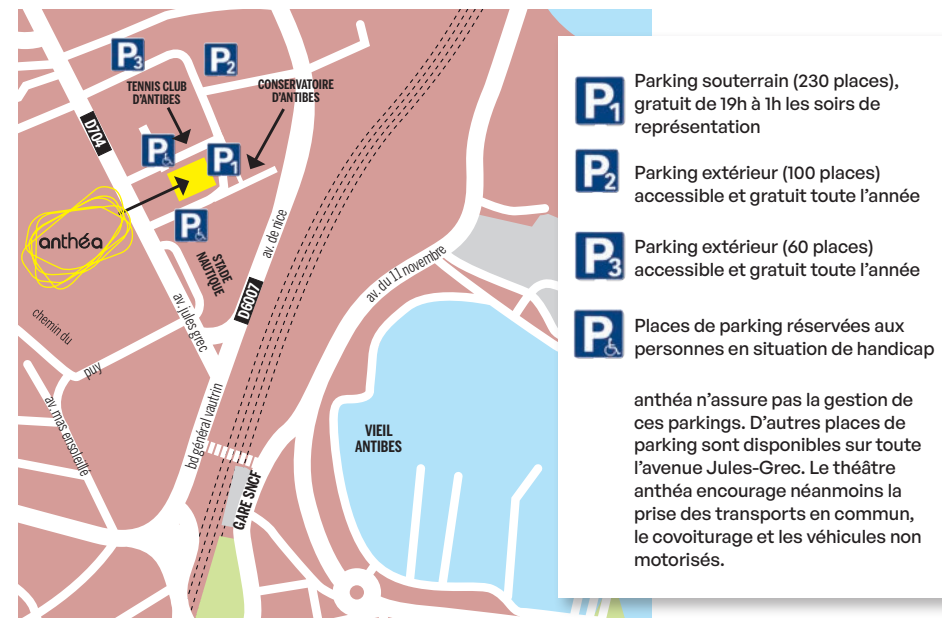 P3
P2
TENNIS CLUB
D'ANTIBES
CONSERVATOIRE
D'ANTIBES
D704
P
P1
anthéa
P
STADE
NAUTIQUE
av. de nice
D6007
av. du 11 novembre
av. jules grec
chemin du
puy
av. mas ensoleillé
bd général vautrin
VIEIL
ANTIBES
GARE SNCF
P1
Parking souterrain (230 places),
gratuit de 19h à 1h les soirs de
représentation
P2
Parking extérieur (100 places)
accessible et gratuit toute l’année
P3
Parking extérieur (60 places)
accessible et gratuit toute l’année
P
Places de parking réservées aux
personnes en situation de handicap
anthéa n’assure pas la gestion de
ces parkings. D’autres places de
parking sont disponibles sur toute
l’avenue Jules-Grec. Le théâtre
anthéa encourage néanmoins la
prise des transports en commun,
le covoiturage et les véhicules non
motorisés.